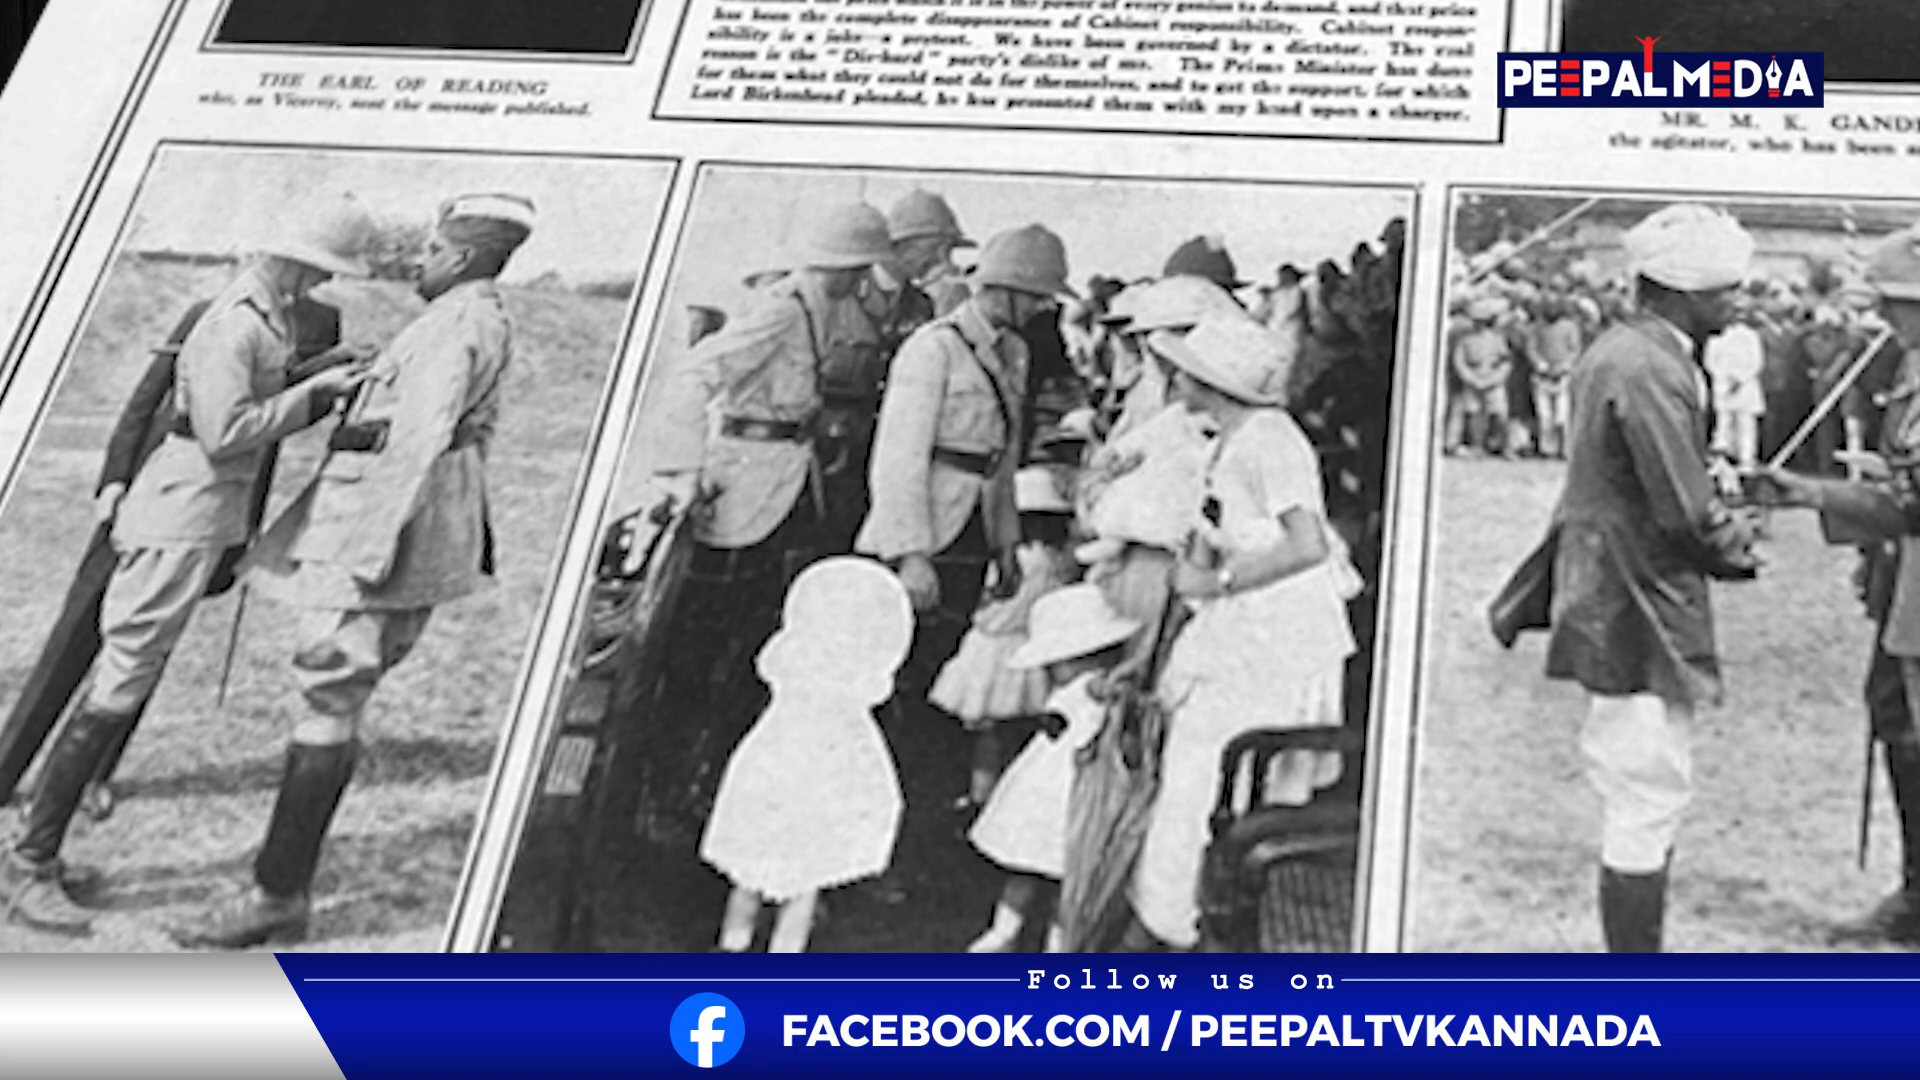 PEEPAL MEDIA
has been the complete disappearance of Cabinet responsibility. Cabinet respon-
sibility is a joke—a pretext. We have been governed by a dictator. The real
reason is the "Die-hard" party's dislike of me. The Prime Minister has done
for them what they could not do for themselves, and to get the support, for which
Lord Birkenhead pleaded, he has presented them with my head upon a charger.
THE EARL OF READING
who, as Viceroy, sent the message published.
MR. M. K. GAND
the agitator, who has been
Follow us on
FACEBOOK.COM / PEEPALTVKANNADA